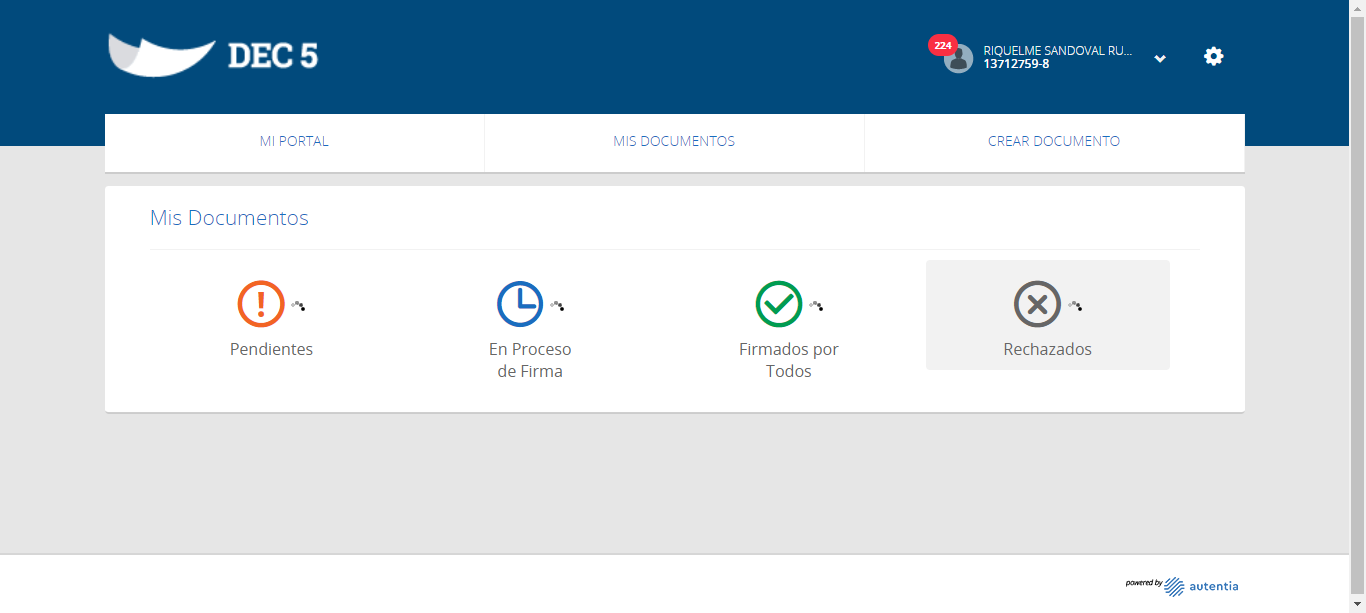 DEC 5
224
RIQUELME SANDOVAL RU...
13712759-8
MI PORTAL
MIS DOCUMENTOS
CREAR DOCUMENTO
Mis Documentos
Pendientes
En Proceso
de Firma
Firmados por
Todos
Rechazados
powered by
autentia